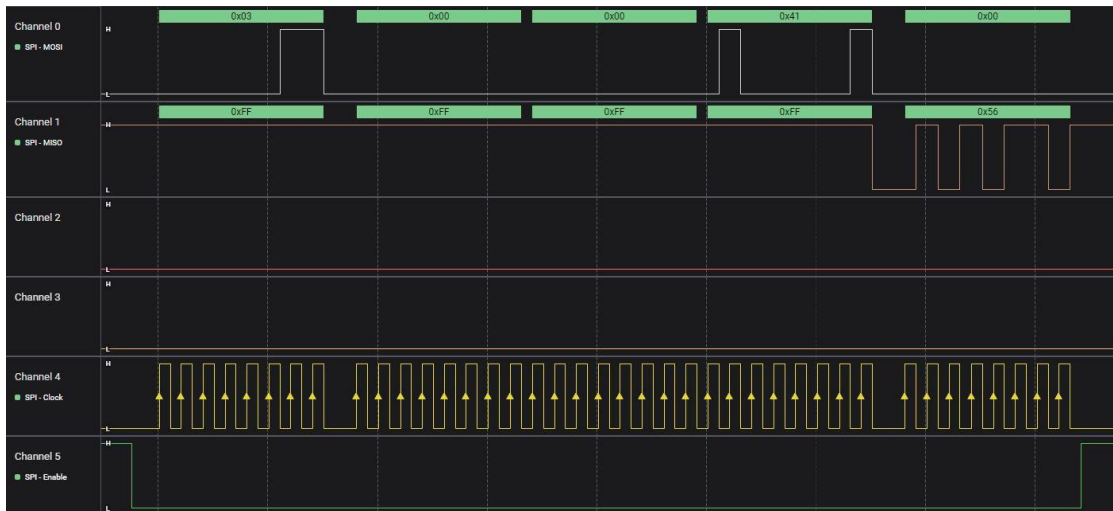 0x03 0x00 0x00 0x41 0x00
Channel 0
H
SPI - MOSI
L
0xFF 0xFF 0xFF 0xFF 0x56
Channel 1
H
SPI - MISO
L
H
Channel 2
L
H
Channel 3
L
H
Channel 4
SPI - Clock
L
H
Channel 5
SPI - Enable
L